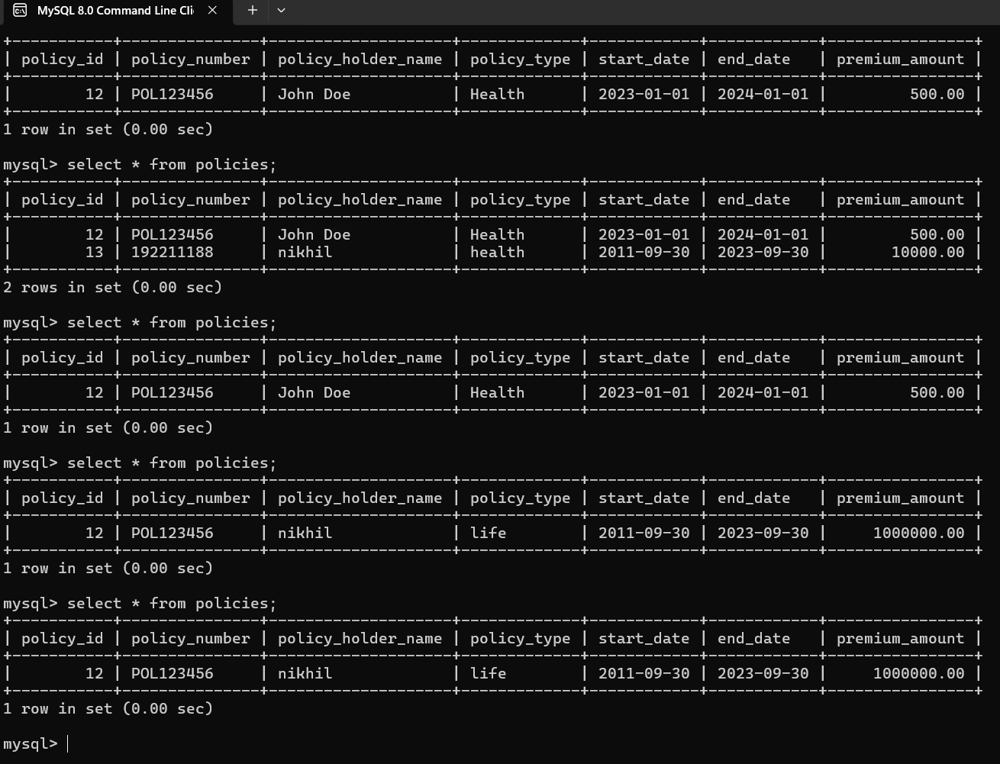 MySQL 8.0 Command Line Cli
+-----------+---------------+--------------------+-------------+------------+------------+----------------+
| policy_id | policy_number | policy_holder_name | policy_type | start_date | end_date   | premium_amount |
+-----------+---------------+--------------------+-------------+------------+------------+----------------+
|        12 | POL123456     | John Doe           | Health      | 2023-01-01 | 2024-01-01 |         500.00 |
+-----------+---------------+--------------------+-------------+------------+------------+----------------+
1 row in set (0.00 sec)
mysql> select * from policies;
+-----------+---------------+--------------------+-------------+------------+------------+----------------+
| policy_id | policy_number | policy_holder_name | policy_type | start_date | end_date   | premium_amount |
+-----------+---------------+--------------------+-------------+------------+------------+----------------+
|        12 | POL123456     | John Doe           | Health      | 2023-01-01 | 2024-01-01 |         500.00 |
|        13 | 192211188     | nikhil             | health      | 2011-09-30 | 2023-09-30 |       10000.00 |
+-----------+---------------+--------------------+-------------+------------+------------+----------------+
2 rows in set (0.00 sec)
mysql> select * from policies;
+-----------+---------------+--------------------+-------------+------------+------------+----------------+
| policy_id | policy_number | policy_holder_name | policy_type | start_date | end_date   | premium_amount |
+-----------+---------------+--------------------+-------------+------------+------------+----------------+
|        12 | POL123456     | John Doe           | Health      | 2023-01-01 | 2024-01-01 |         500.00 |
+-----------+---------------+--------------------+-------------+------------+------------+----------------+
1 row in set (0.00 sec)
mysql> select * from policies;
+-----------+---------------+--------------------+-------------+------------+------------+----------------+
| policy_id | policy_number | policy_holder_name | policy_type | start_date | end_date   | premium_amount |
+-----------+---------------+--------------------+-------------+------------+------------+----------------+
|        12 | POL123456     | nikhil             | life        | 2011-09-30 | 2023-09-30 |     1000000.00 |
+-----------+---------------+--------------------+-------------+------------+------------+----------------+
1 row in set (0.00 sec)
mysql> select * from policies;
+-----------+---------------+--------------------+-------------+------------+------------+----------------+
| policy_id | policy_number | policy_holder_name | policy_type | start_date | end_date   | premium_amount |
+-----------+---------------+--------------------+-------------+------------+------------+----------------+
|        12 | POL123456     | nikhil             | life        | 2011-09-30 | 2023-09-30 |     1000000.00 |
+-----------+---------------+--------------------+-------------+------------+------------+----------------+
1 row in set (0.00 sec)
mysql>